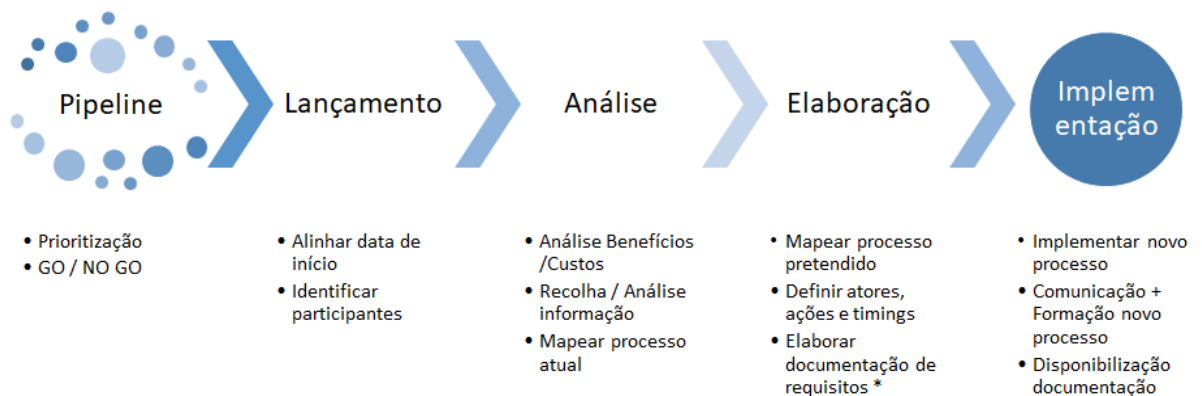 Pipeline
Lançamento
Análise
Elaboração
Implem
entação
• Prioritização
• GO / NO GO
• Alinhar data de
início
• Identificar
participantes
• Análise Benefícios
/Custos
• Recolha / Análise
informação
• Mapear processo
atual
• Mapear processo
pretendido
• Definir atores,
ações e timings
• Elaborar
documentação de
requisitos *
• Implementar novo
processo
• Comunicação +
Formação novo
processo
• Disponibilização
documentação